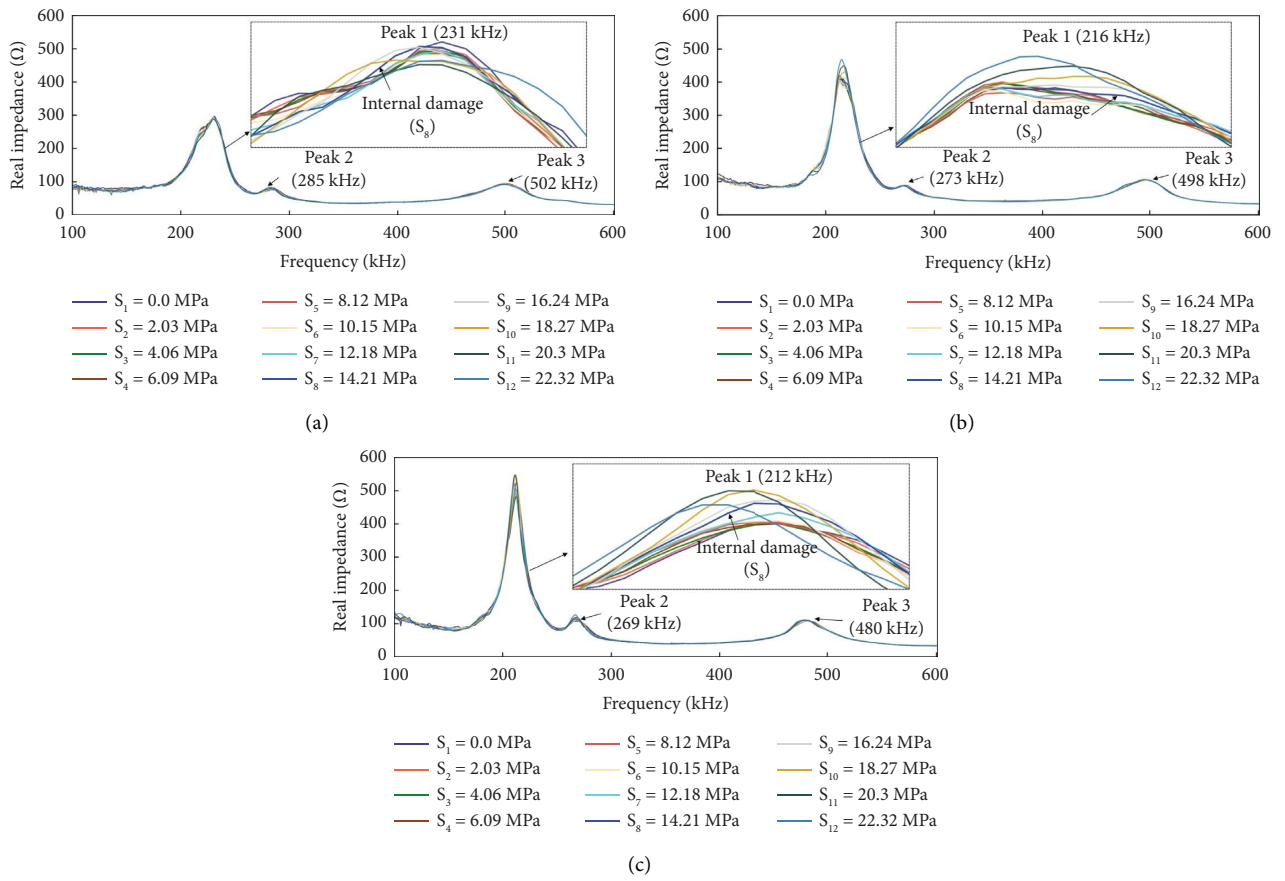 600
500
400
300
200
100
0
Real impedance (Ω)
Peak 1 (231 kHz)
Internal damage
(S8)
Peak 2
(285 kHz)
Peak 3
(502 kHz)
100 200 300 400 500 600
Frequency (kHz)
S1 = 0.0 MPa S5 = 8.12 MPa S9 = 16.24 MPa
S2 = 2.03 MPa S6 = 10.15 MPa S10 = 18.27 MPa
S3 = 4.06 MPa S7 = 12.18 MPa S11 = 20.3 MPa
S4 = 6.09 MPa S8 = 14.21 MPa S12 = 22.32 MPa
(a)
600
500
400
300
200
100
0
Real impedance (Ω)
Peak 1 (216 kHz)
Internal damage
(S8)
Peak 2
(273 kHz)
Peak 3
(498 kHz)
100 200 300 400 500 600
Frequency (kHz)
S1 = 0.0 MPa S5 = 8.12 MPa S9 = 16.24 MPa
S2 = 2.03 MPa S6 = 10.15 MPa S10 = 18.27 MPa
S3 = 4.06 MPa S7 = 12.18 MPa S11 = 20.3 MPa
S4 = 6.09 MPa S8 = 14.21 MPa S12 = 22.32 MPa
(b)
600
500
400
300
200
100
0
Real impedance (Ω)
Peak 1 (212 kHz)
Internal damage
(S8)
Peak 2
(269 kHz)
Peak 3
(480 kHz)
100 200 300 400 500 600
Frequency (kHz)
S1 = 0.0 MPa S5 = 8.12 MPa S9 = 16.24 MPa
S2 = 2.03 MPa S6 = 10.15 MPa S10 = 18.27 MPa
S3 = 4.06 MPa S7 = 12.18 MPa S11 = 20.3 MPa
S4 = 6.09 MPa S8 = 14.21 MPa S12 = 22.32 MPa
(c)